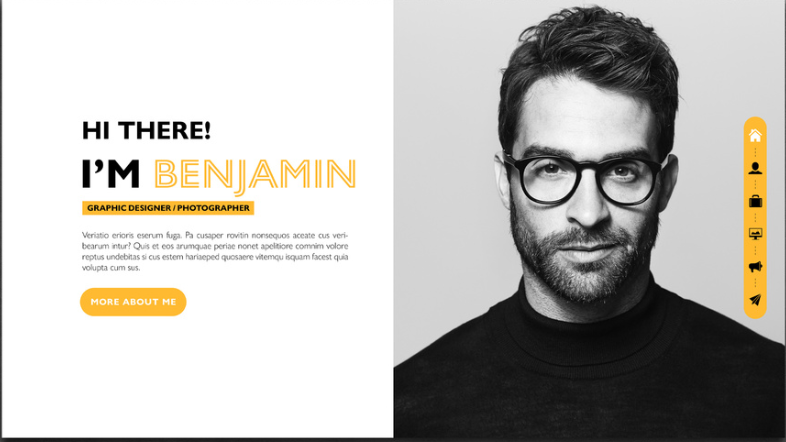 HI THERE!
I'M BENJAMIN
GRAPHIC DESIGNER / PHOTOGRAPHER
Veriatio erioris eserum fuga. Pa cusaper rovitin nonsequos aceate cus veri-
bearum intur? Quis et eos arumquae periae nonet apelitiore comnim volore
reptus undebitas si cus estem hariaeped quosaere vitemqu isquam facest quia
volupta cum sus.
MORE ABOUT ME